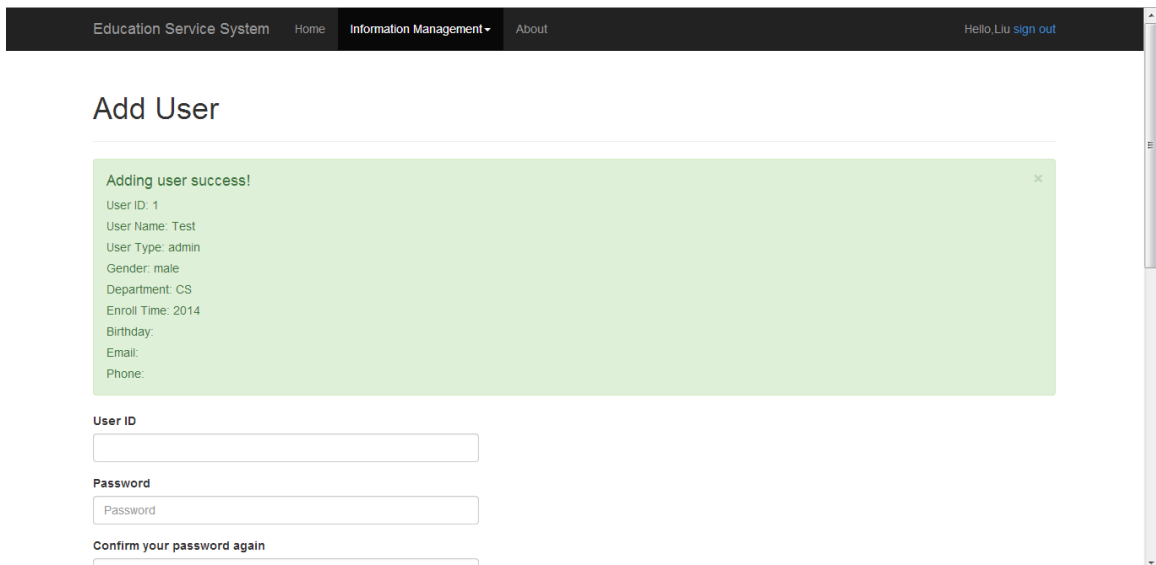 Education Service System Home Information Management About Hello,Liu sign out
Add User
Adding user success! ×
User ID: 1
User Name: Test
User Type: admin
Gender: male
Department: CS
Enroll Time: 2014
Birthday:
Email:
Phone:
User ID
Password
Password
Confirm your password again